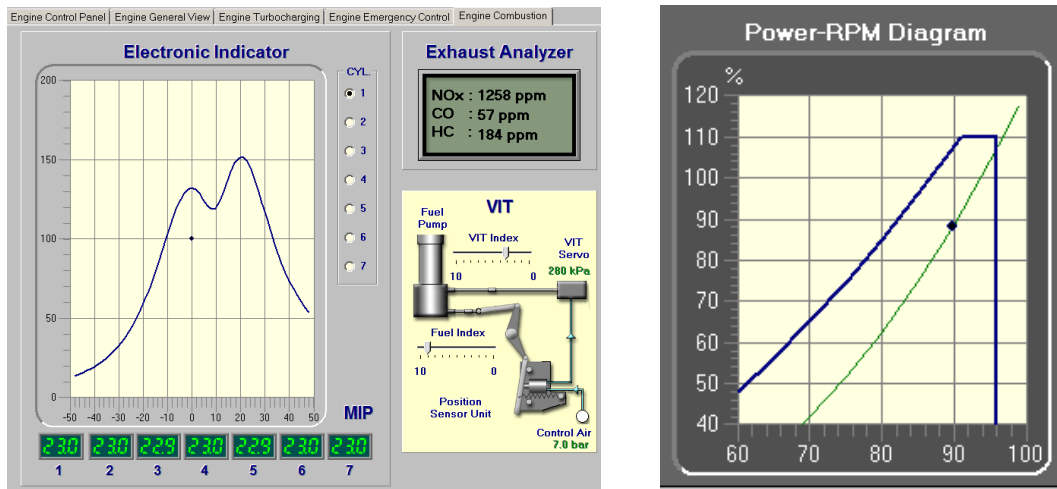 Engine Control Panel Engine General View Engine Turbocharging Engine Emergency Control Engine Combustion
Electronic Indicator
200
150
100
50
0
-50 -40 -30 -20 -10 0 10 20 30 40 50
CYL.
1
2
3
4
5
6
7
MIP
23.0 23.0 22.9 23.0 22.9 23.0 23.0
1 2 3 4 5 6 7
Exhaust Analyzer
NOx : 1258 ppm
CO : 57 ppm
HC : 184 ppm
VIT
Fuel
Pump
VIT Index
10 0
VIT
Servo
280 kPa
Fuel Index
10 0
Position
Sensor Unit
Control Air
7.0 bar
Power-RPM Diagram
%
120
110
100
90
80
70
60
50
40
60 70 80 90 100